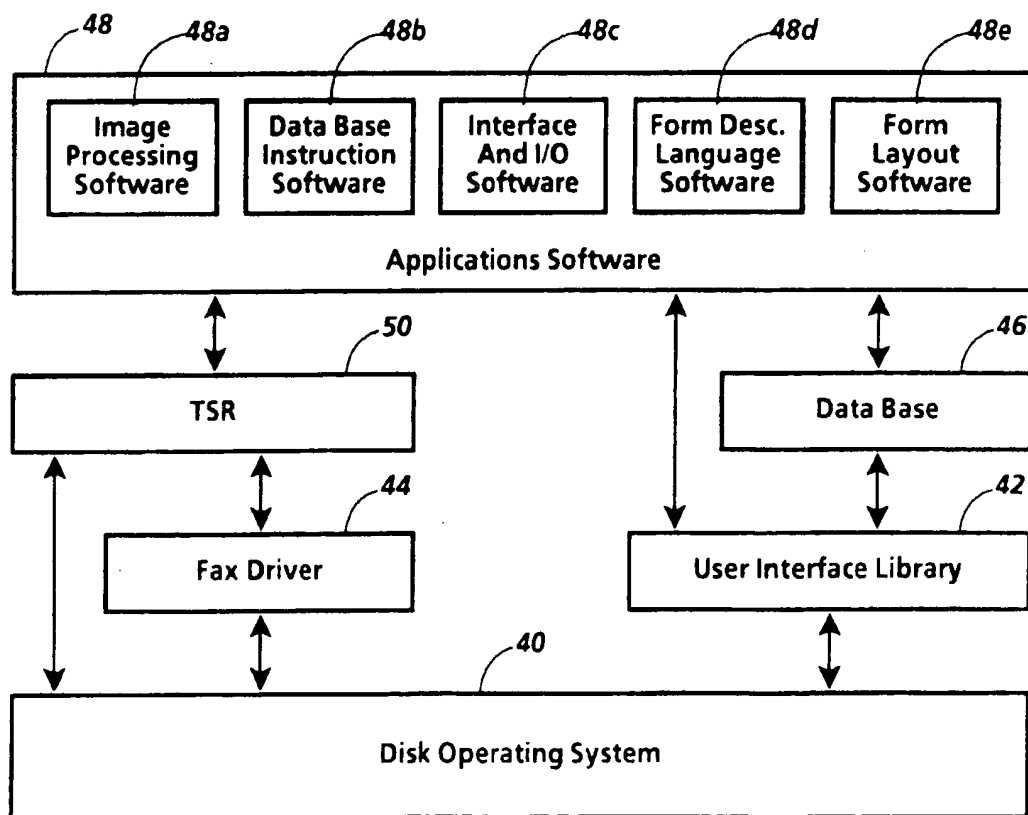 48
48a
48b
48c
48d
48e
Image
Processing
Software
Data Base
Instruction
Software
Interface
And I/O
Software
Form Desc.
Language
Software
Form
Layout
Software
Applications Software
50
46
TSR
Data Base
44
42
Fax Driver
User Interface Library
40
Disk Operating System